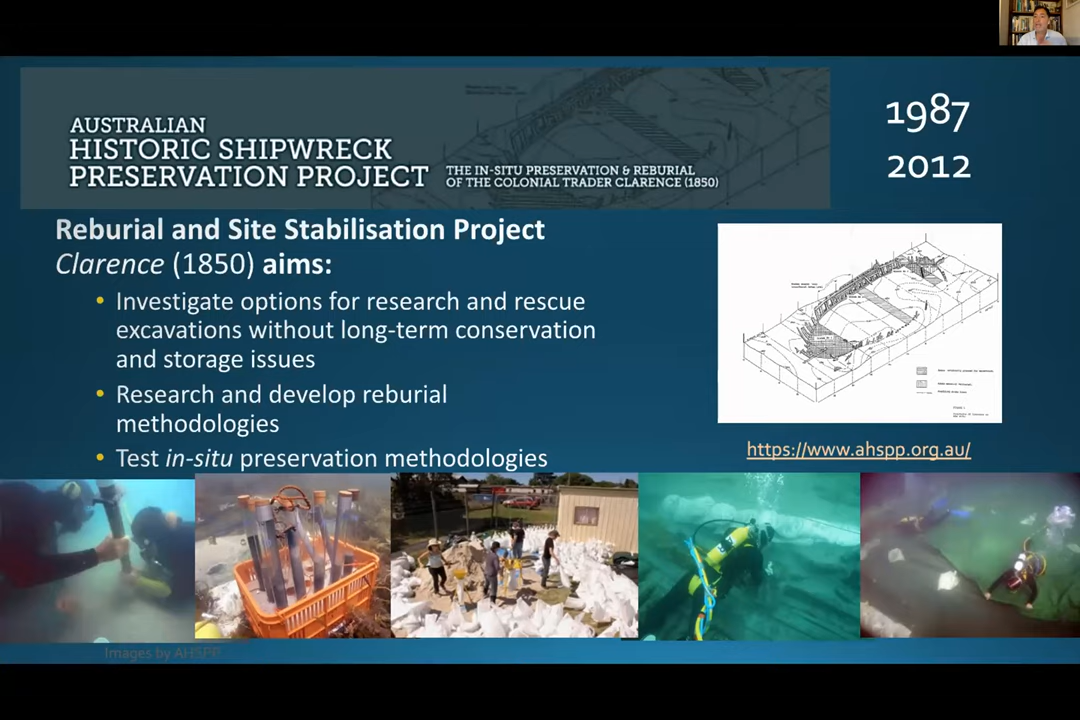 AUSTRALIAN
HISTORIC SHIPWRECK
PRESERVATION PROJECT
THE IN-SITU PRESERVATION & REBURIAL
OF THE COLONIAL TRADER CLARENCE (1850)
1987
2012
Reburial and Site Stabilisation Project
Clarence (1850) aims:
• Investigate options for research and rescue
excavations without long-term conservation
and storage issues
• Research and develop reburial
methodologies
• Test in-situ preservation methodologies
https://www.ahspp.org.au/
Images by AHSPP